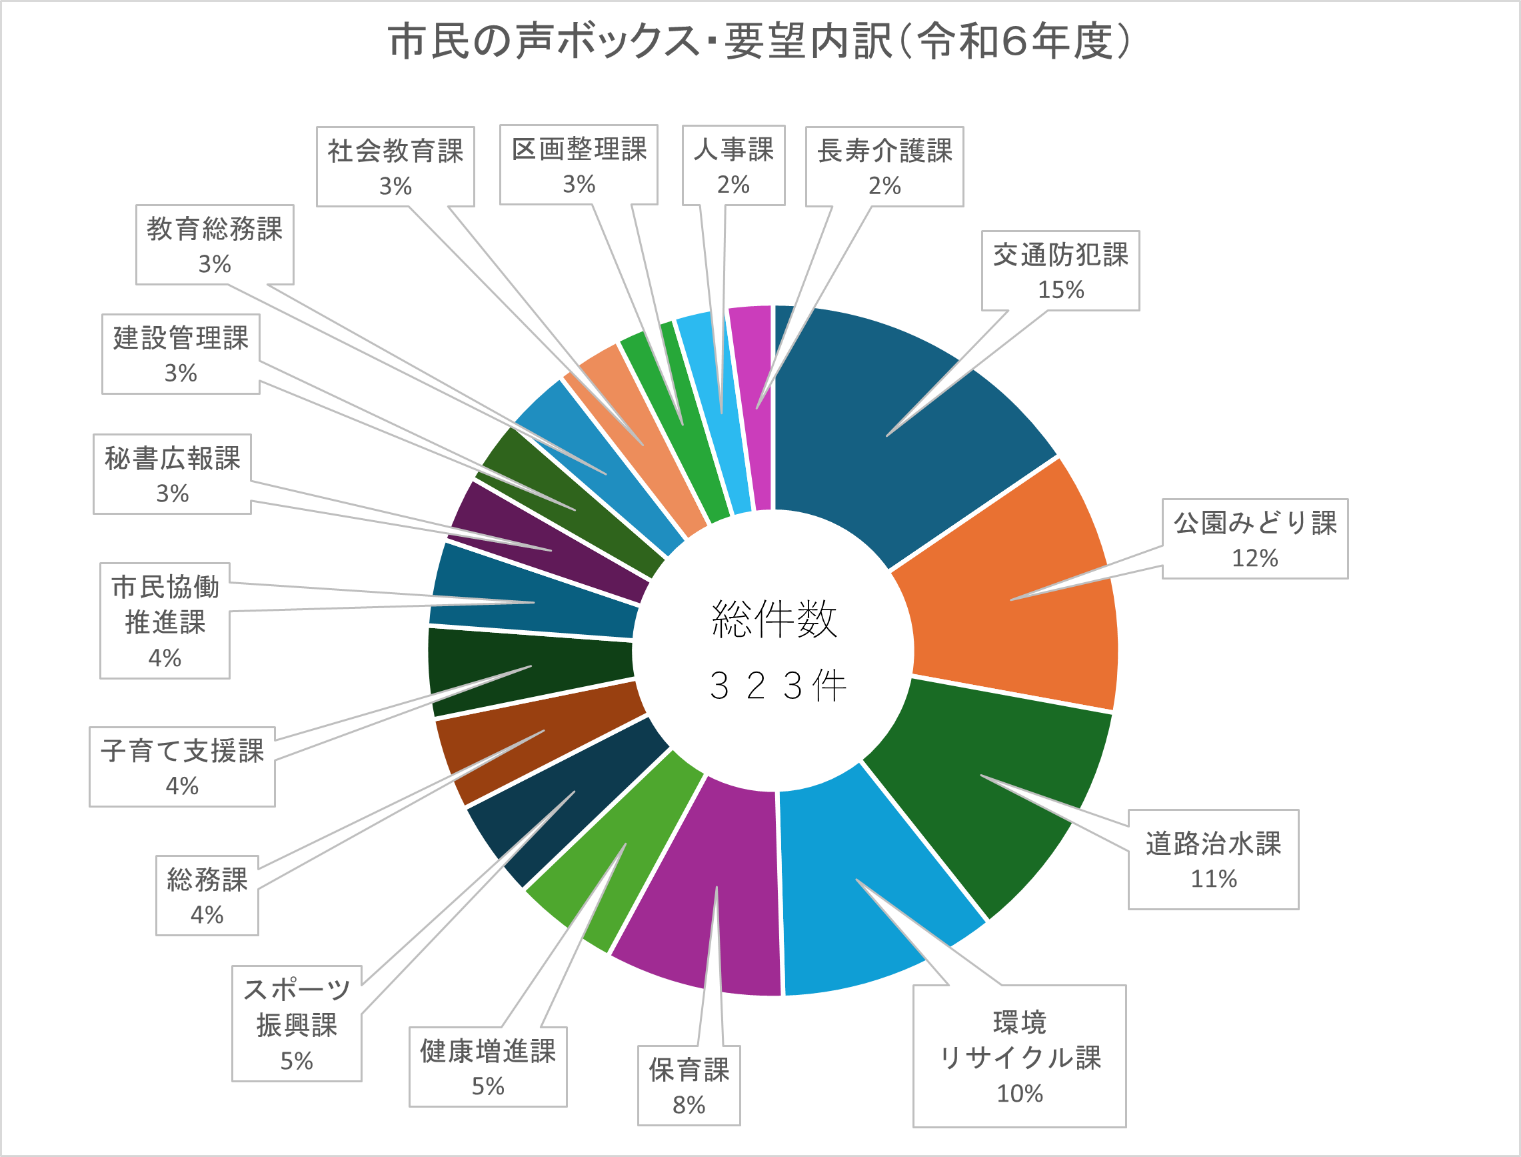 市民の声ボックス・要望内訳（令和６年度）
交通防犯課
15%
公園みどり課
12%
道路治水課
11%
環境
リサイクル課
10%
保育課
8%
健康増進課
5%
スポーツ
振興課
5%
総務課
4%
子育て支援課
4%
市民協働
推進課
4%
秘書広報課
3%
建設管理課
3%
教育総務課
3%
社会教育課
3%
区画整理課
3%
人事課
2%
長寿介護課
2%
総件数
３２３件